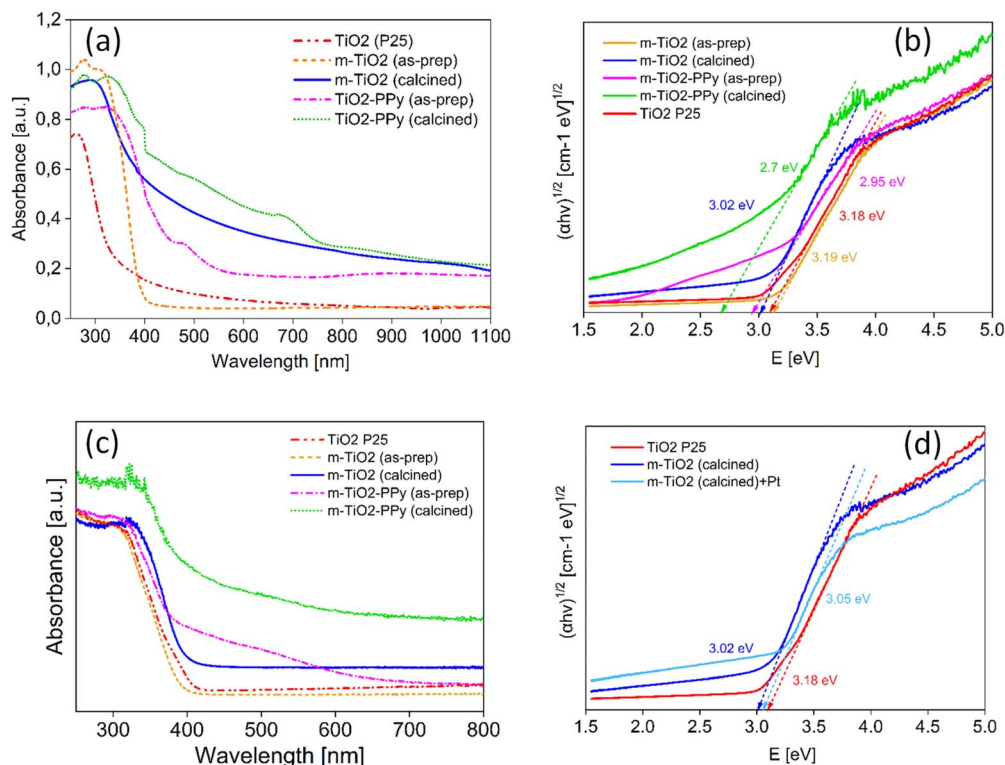 (a)
TiO2 (P25)
m-TiO2 (as-prep)
m-TiO2 (calcined)
TiO2-PPy (as-prep)
TiO2-PPy (calcined)
Absorbance [a.u.]
1,2
1,0
0,8
0,6
0,4
0,2
0,0
300 400 500 600 700 800 900 1000 1100
Wavelength [nm]
(b)
m-TiO2 (as-prep)
m-TiO2 (calcined)
m-TiO2-PPy (as-prep)
m-TiO2-PPy (calcined)
TiO2 P25
(αhν)1/2 [cm-1 eV]1/2
2.7 eV
2.95 eV
3.02 eV
3.18 eV
3.19 eV
1.5 2.0 2.5 3.0 3.5 4.0 4.5 5.0
E [eV]
(c)
TiO2 P25
m-TiO2 (as-prep)
m-TiO2 (calcined)
m-TiO2-PPy (as-prep)
m-TiO2-PPy (calcined)
Absorbance [a.u.]
300 400 500 600 700 800
Wavelength [nm]
(d)
TiO2 P25
m-TiO2 (calcined)
m-TiO2 (calcined)+Pt
(αhν)1/2 [cm-1 eV]1/2
3.05 eV
3.02 eV
3.18 eV
1.5 2.0 2.5 3.0 3.5 4.0 4.5 5.0
E [eV]